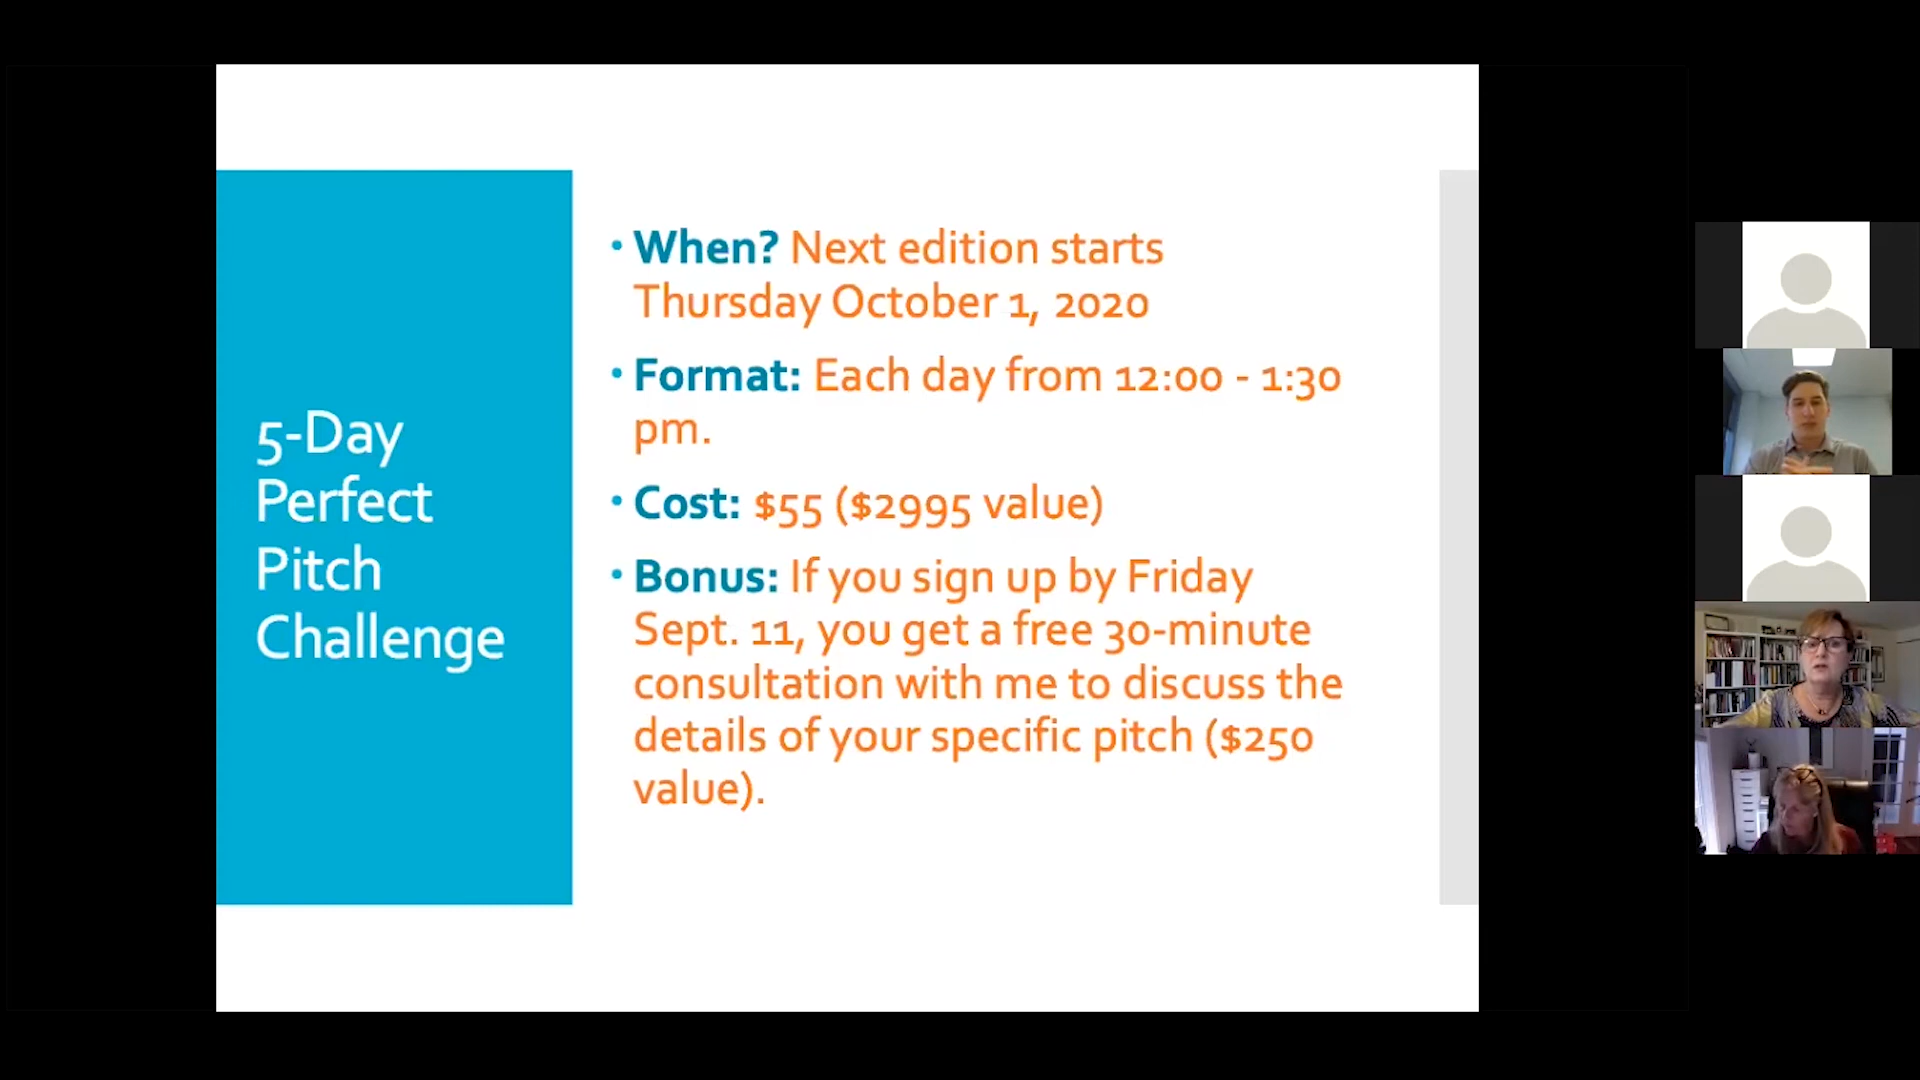 5-Day
Perfect
Pitch
Challenge
• When? Next edition starts
Thursday October 1, 2020
• Format: Each day from 12:00 - 1:30
pm.
• Cost: $55 ($2995 value)
• Bonus: If you sign up by Friday
Sept. 11, you get a free 30-minute
consultation with me to discuss the
details of your specific pitch ($250
value).